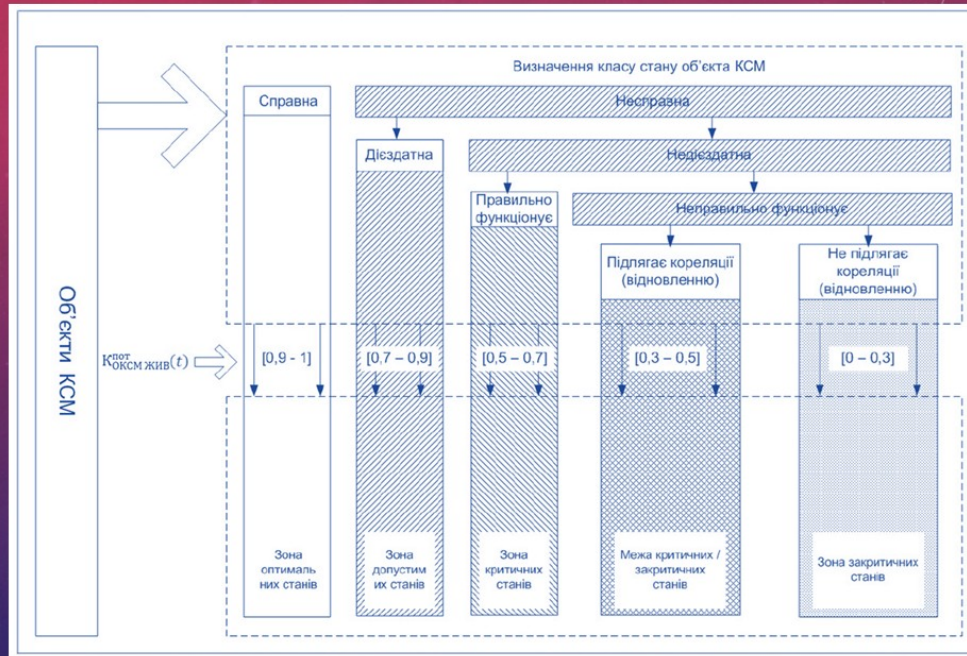 Визначення класу стану об'єкта КСМ
Справна
Несправна
Дієздатна
Недієздатна
Правильно
функціонує
Неправильно функціонує
Підлягає кореляції
(відновленню)
Не підлягає
кореляції
(відновленню)
Об'єкти КСМ
К^пот_ОКСМ ЖИВ(t)
[0,9 - 1]
[0,7 – 0,9]
[0,5 – 0,7]
[0,3 – 0,5]
[0 – 0,3]
Зона
оптималь
них станів
Зона
допустим
их станів
Зона
критичних
станів
Межа критичних /
закритичних
станів
Зона закритичних
станів